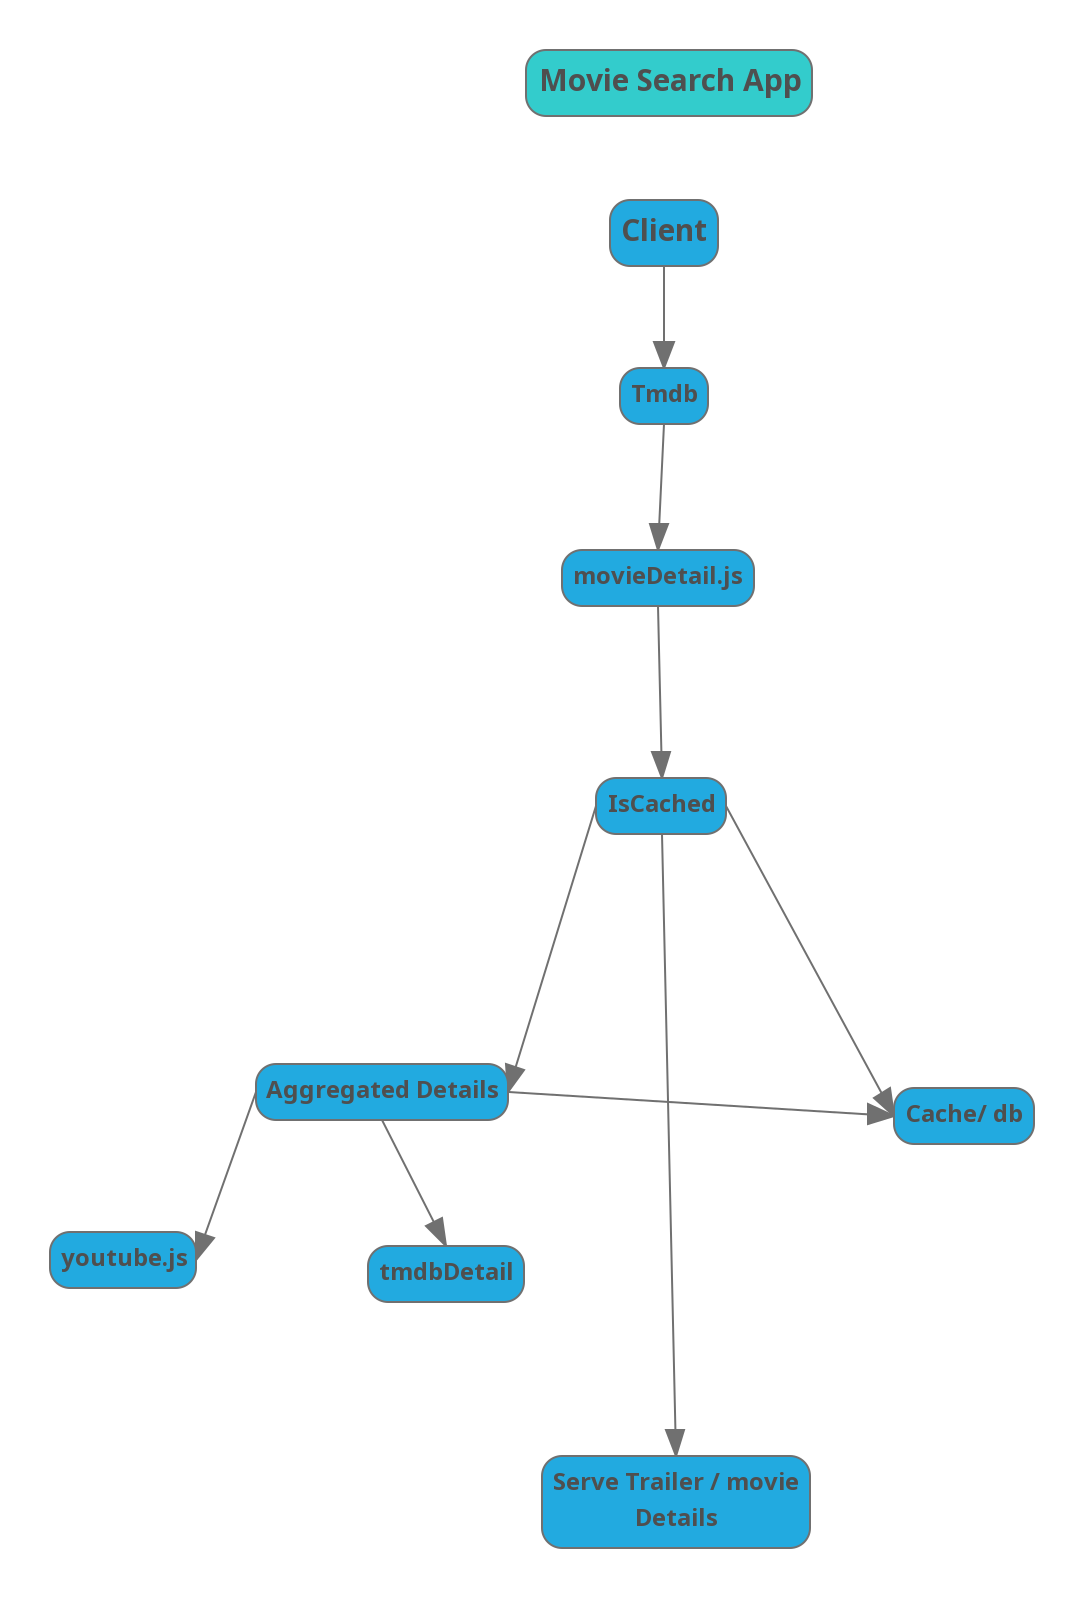 Movie Search App
Client
Tmdb
movieDetail.js
IsCached
Aggregated Details
Cache/ db
youtube.js
tmdbDetail
Serve Trailer / movie
Details